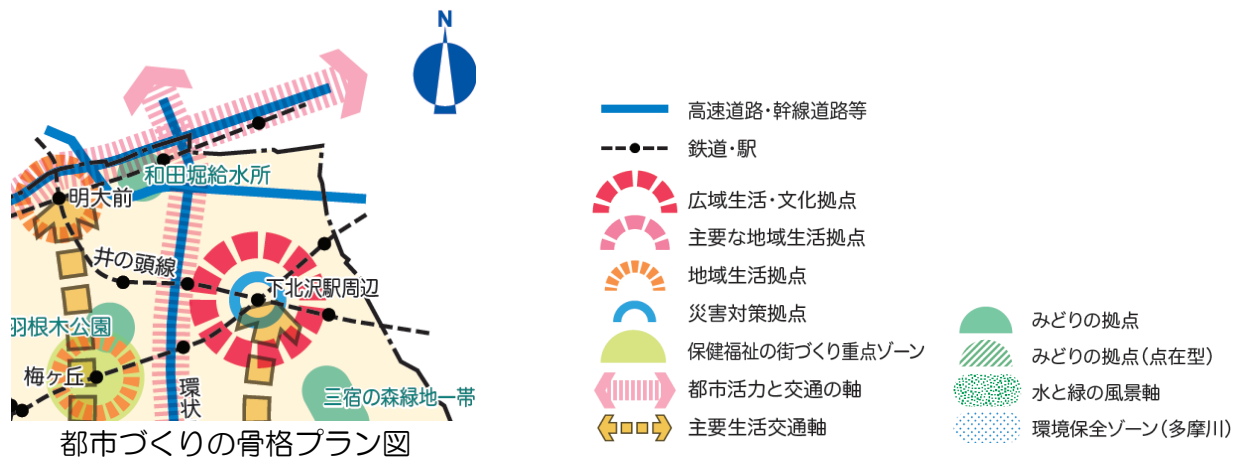 N
和田堀給水所
明大前
井の頭線
下北沢駅周辺
羽根木公園
梅ヶ丘
環状
三宿の森緑地一帯
都市づくりの骨格プラン図
高速道路・幹線道路等
鉄道・駅
広域生活・文化拠点
主要な地域生活拠点
地域生活拠点
災害対策拠点
保健福祉の街づくり重点ゾーン
都市活力と交通の軸
主要生活交通軸
みどりの拠点
みどりの拠点(点在型)
水と緑の風景軸
環境保全ゾーン(多摩川)